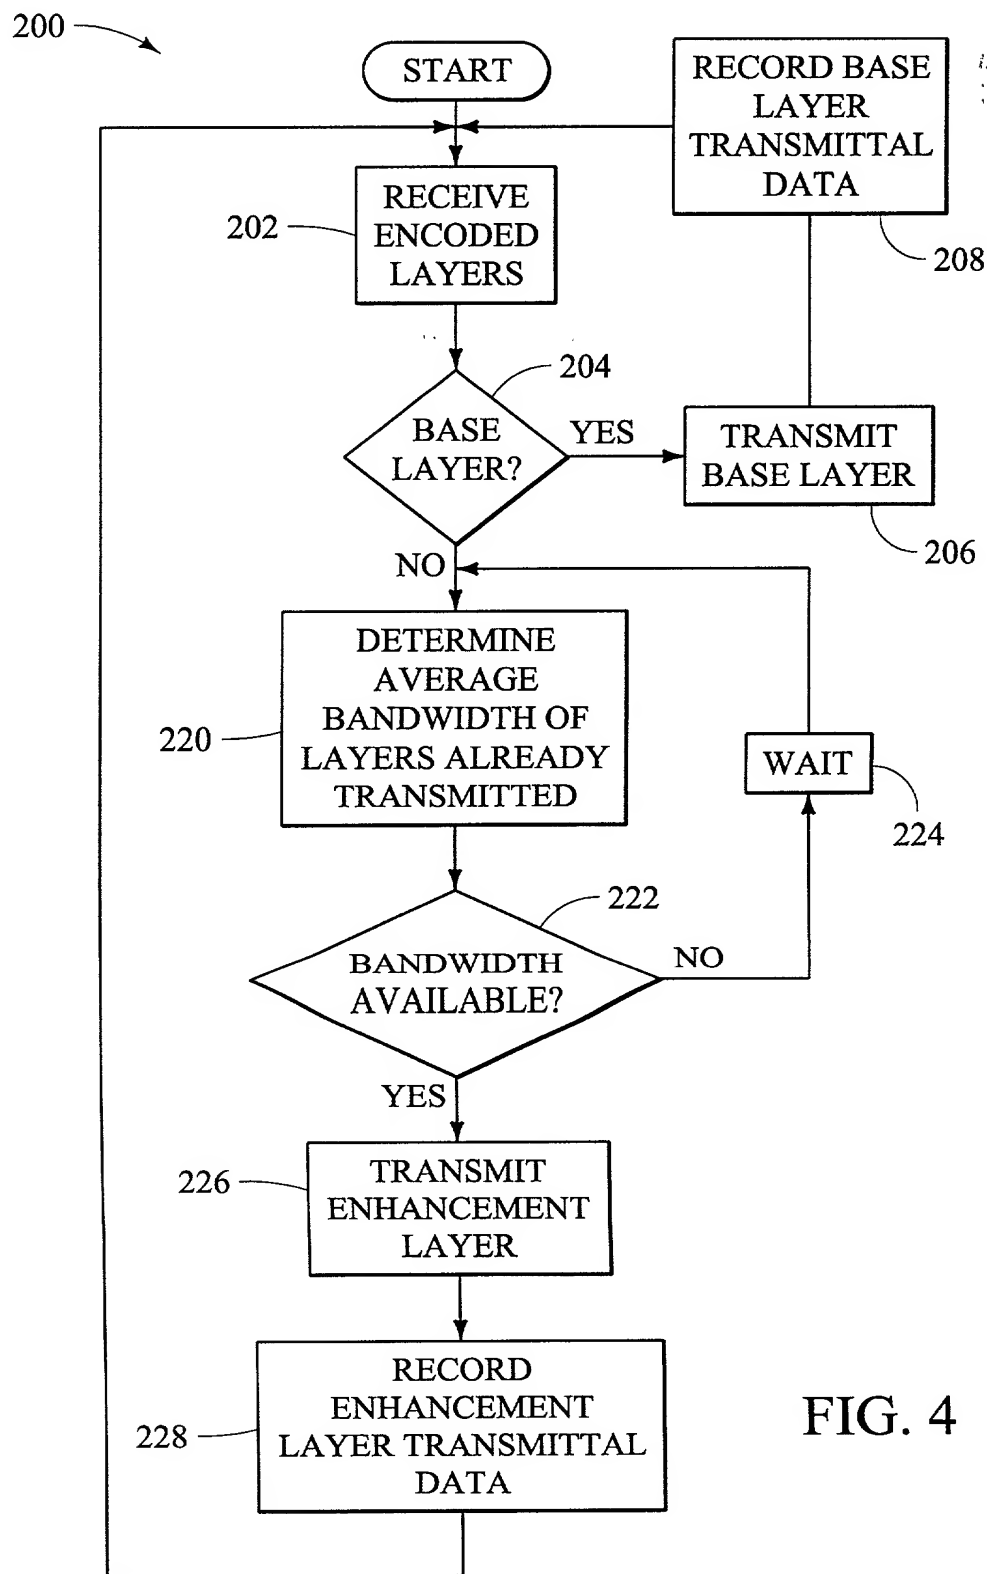 200
START
RECORD BASE
LAYER
TRANSMITTAL
DATA
208
202
RECEIVE
ENCODED
LAYERS
204
BASE
LAYER?
YES
TRANSMIT
BASE LAYER
206
NO
DETERMINE
AVERAGE
BANDWIDTH OF
LAYERS ALREADY
TRANSMITTED
220
WAIT
224
222
BANDWIDTH
AVAILABLE?
NO
YES
226
TRANSMIT
ENHANCEMENT
LAYER
228
RECORD
ENHANCEMENT
LAYER TRANSMITTAL
DATA
FIG. 4